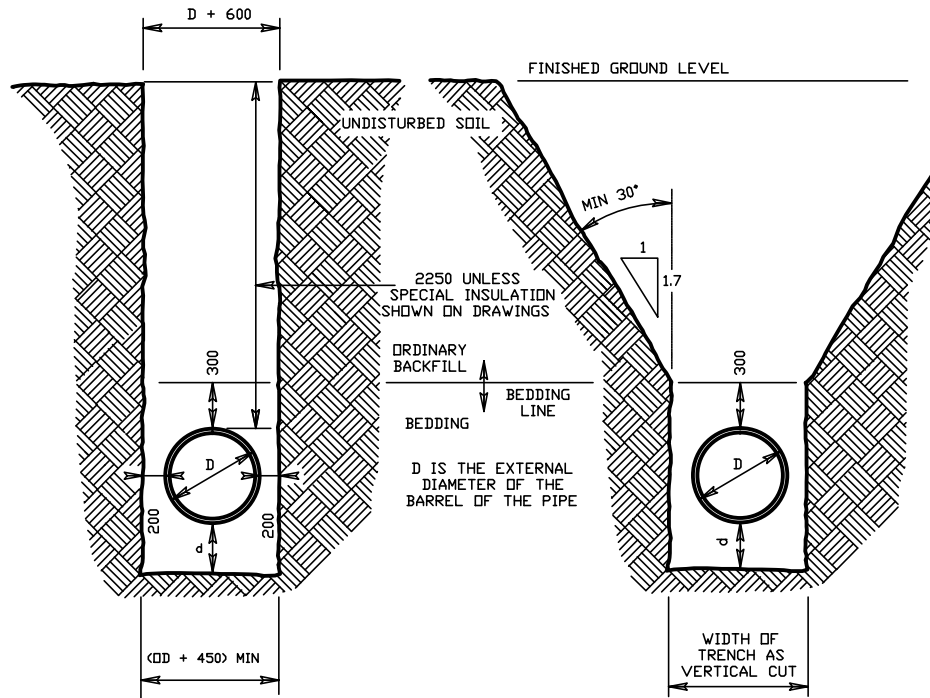 D + 600
FINISHED GROUND LEVEL
UNDISTURBED SOIL
MIN 30°
1
1.7
2250 UNLESS
SPECIAL INSULATION
SHOWN ON DRAWINGS
300
ORDINARY
BACKFILL
300
BEDDING
LINE
BEDDING
D
D
D IS THE EXTERNAL
DIAMETER OF THE
BARREL OF THE PIPE
200
200
d
d
(OD + 450) MIN
WIDTH OF
TRENCH AS
VERTICAL CUT